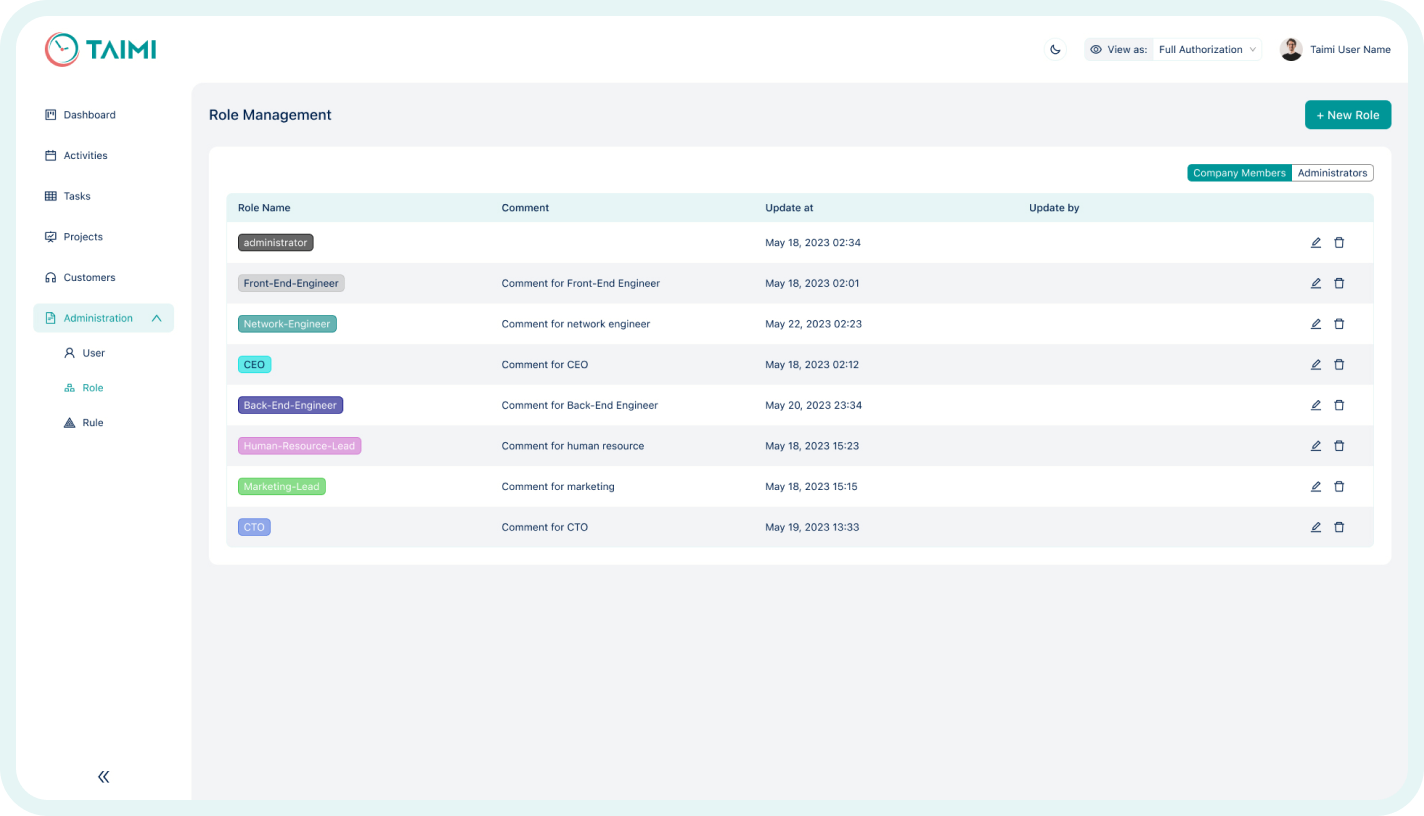 TAIMI
View as: Full Authorization
Taimi User Name
Dashboard
Activities
Tasks
Projects
Customers
Administration
User
Role
Rule
Role Management
+ New Role
Company Members Administrators
Role Name Comment Update at Update by
administrator May 18, 2023 02:34
Front-End-Engineer Comment for Front-End Engineer May 18, 2023 02:01
Network-Engineer Comment for network engineer May 22, 2023 02:23
CEO Comment for CEO May 18, 2023 02:12
Back-End-Engineer Comment for Back-End Engineer May 20, 2023 23:34
Human-Resource-Lead Comment for human resource May 18, 2023 15:23
Marketing-Lead Comment for marketing May 18, 2023 15:15
CTO Comment for CTO May 19, 2023 13:33